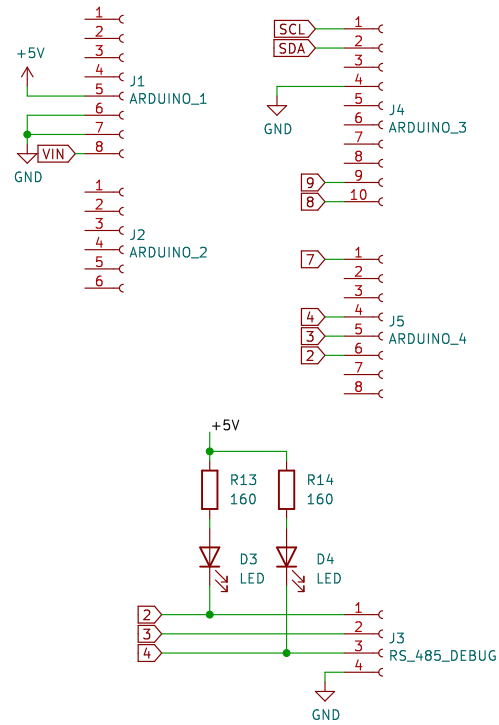 1
2
3
4
5
6
7
8
+5V
VIN
GND
J1
ARDUINO_1
1
2
3
4
5
6
J2
ARDUINO_2
SCL
SDA
GND
9
8
1
2
3
4
5
6
7
8
9
10
J4
ARDUINO_3
7
4
3
2
1
2
3
4
5
6
7
8
J5
ARDUINO_4
+5V
R13
160
R14
160
D3
LED
D4
LED
2
3
4
1
2
3
4
J3
RS_485_DEBUG
GND